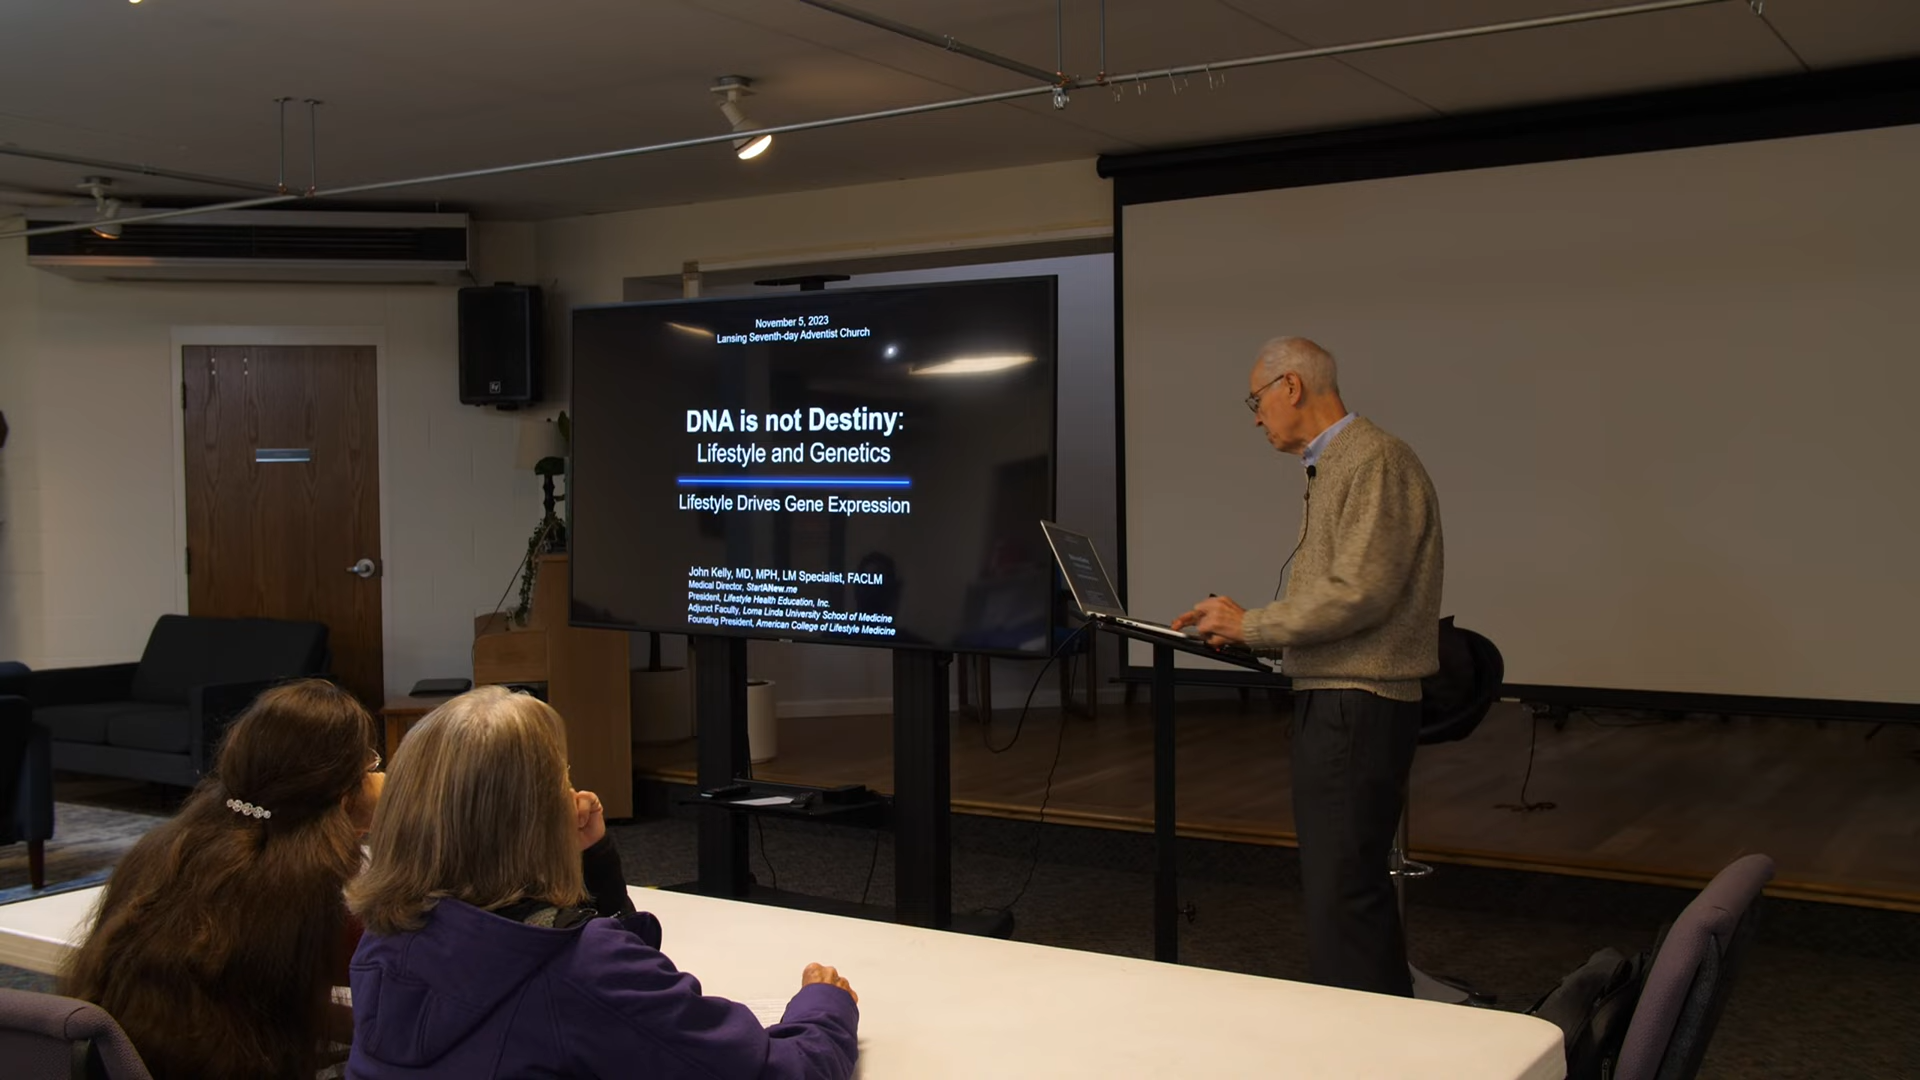 November 5, 2023
Lansing Seventh-day Adventist Church
DNA is not Destiny:
Lifestyle and Genetics
Lifestyle Drives Gene Expression
John Kelly, MD, MPH, LM Specialist, FACLM
Medical Director, StartANew.me
President, Lifestyle Health Education, Inc.
Adjunct Faculty, Loma Linda University School of Medicine
Founding President, American College of Lifestyle Medicine